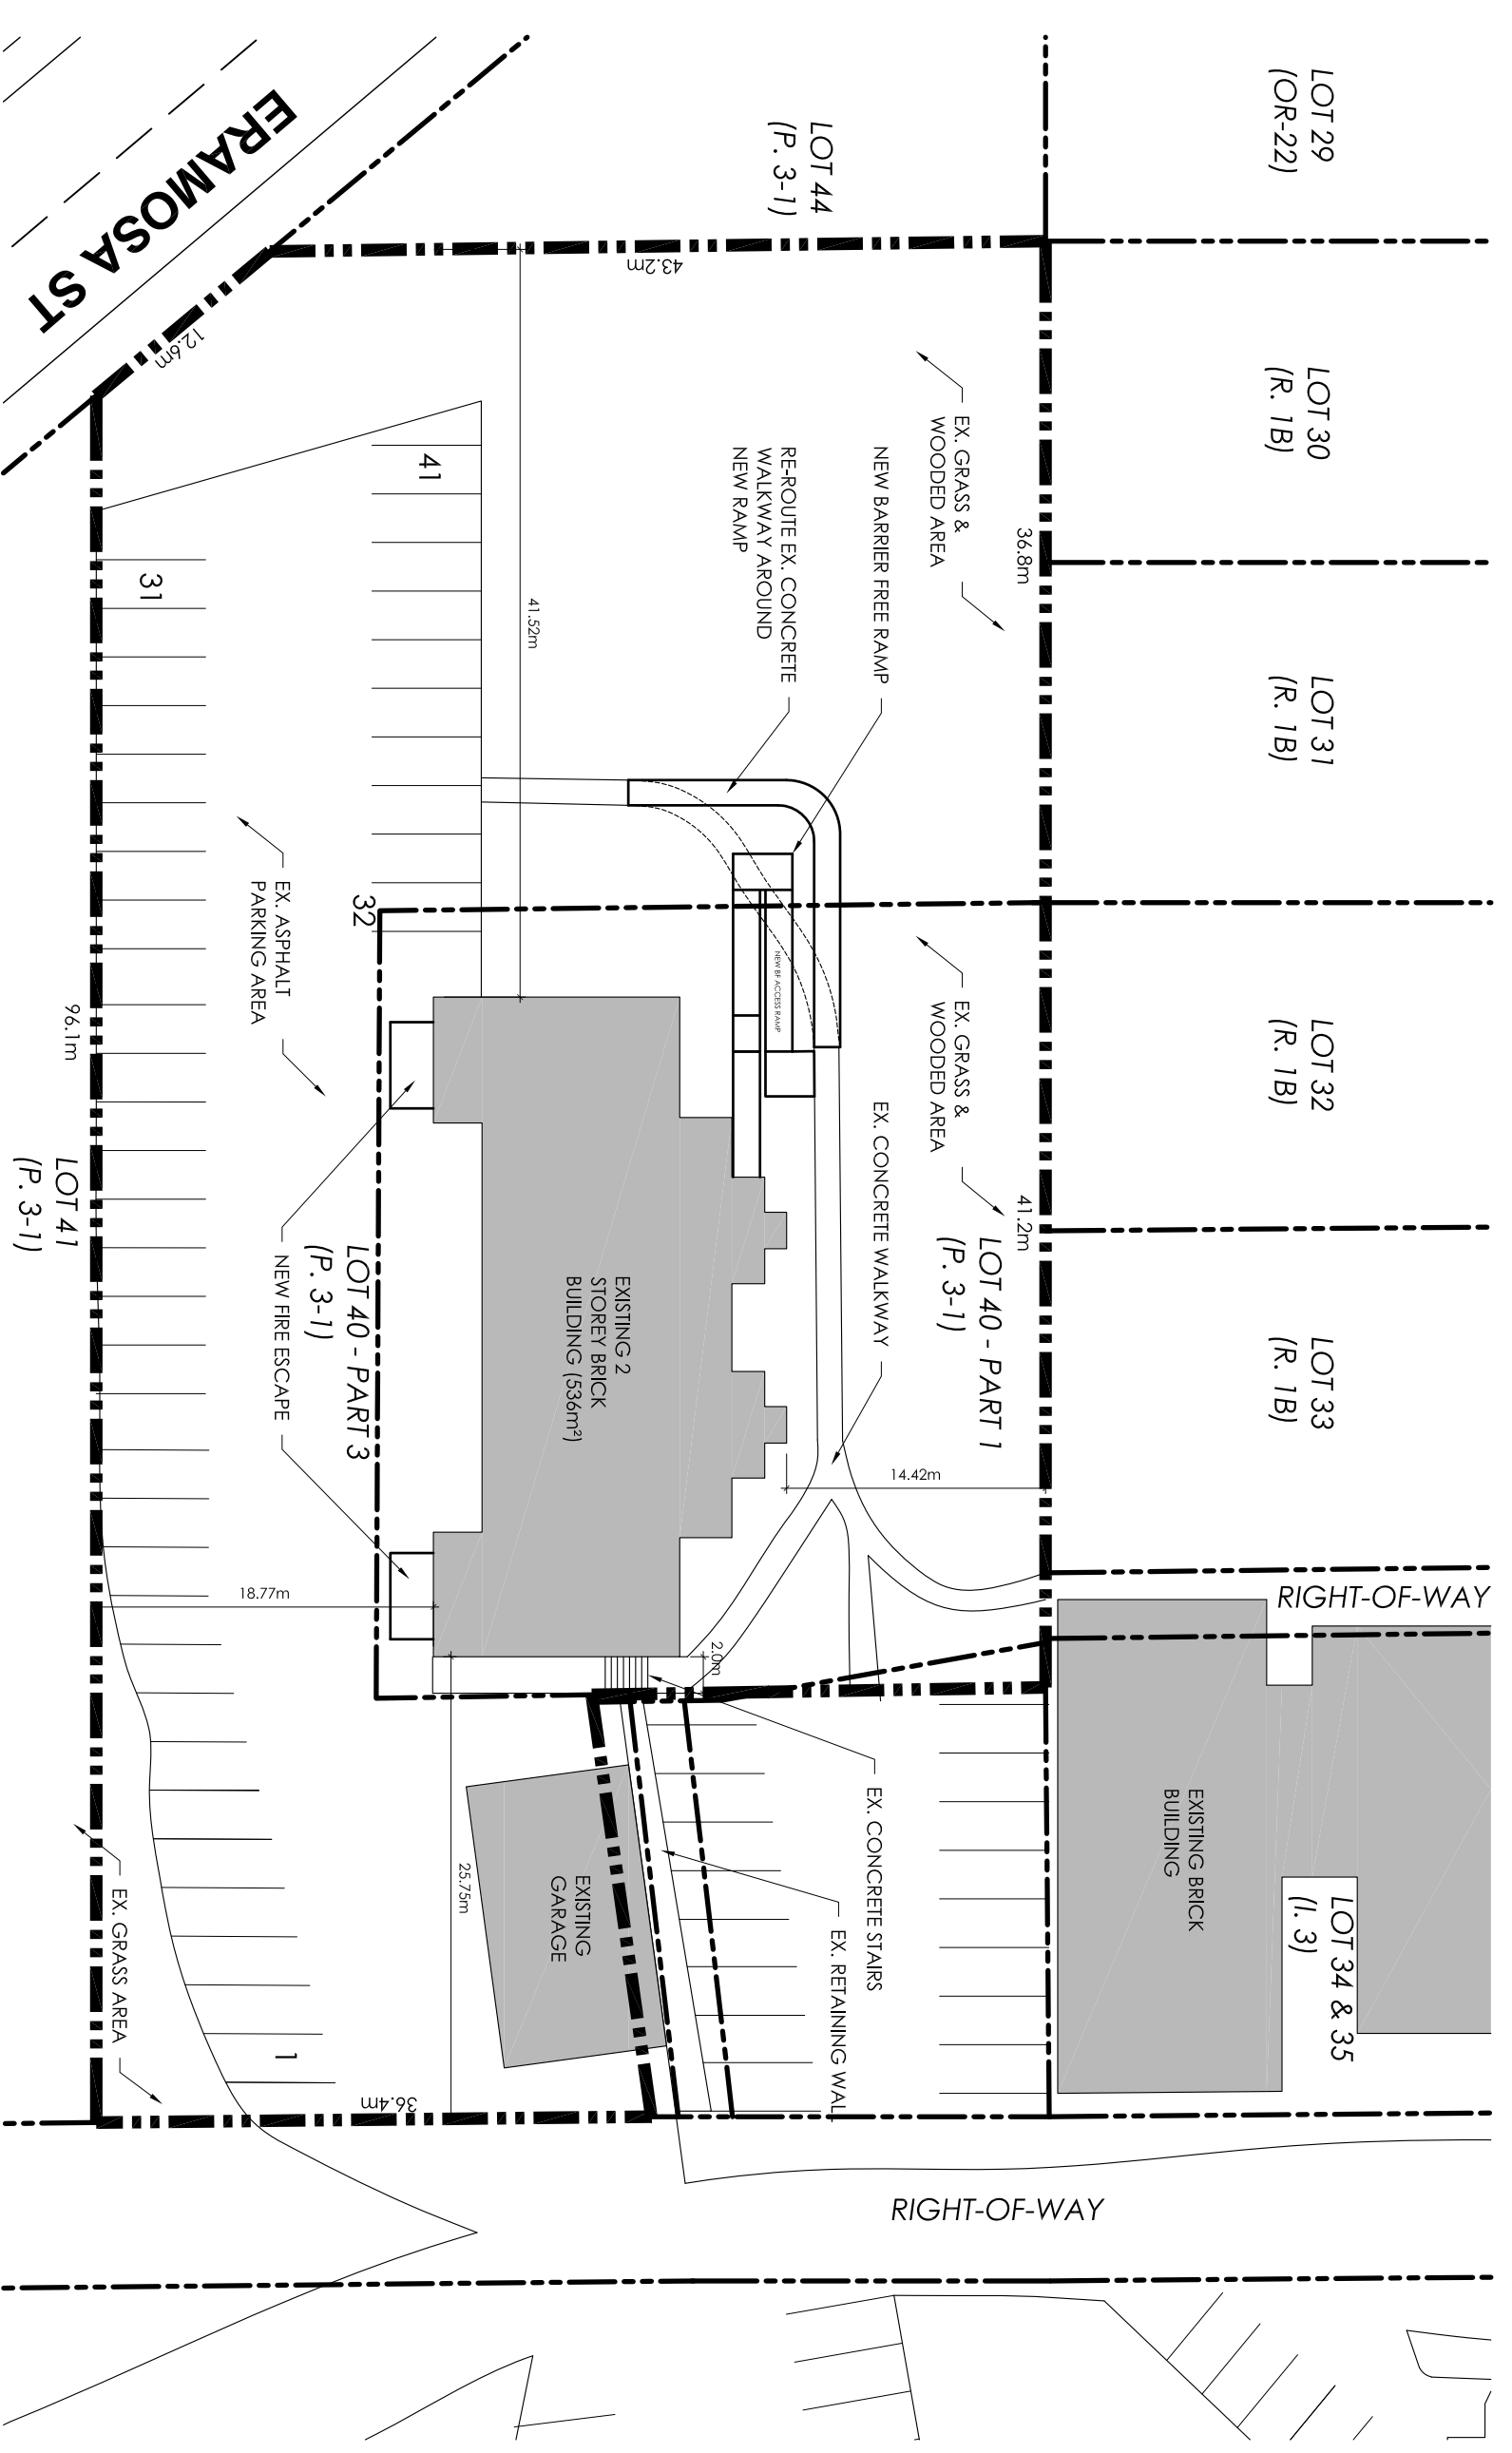 LOT 29
(OR-22)
LOT 30
(R. 1B)
LOT 31
(R. 1B)
LOT 32
(R. 1B)
LOT 33
(R. 1B)
RIGHT-OF-WAY
LOT 34 & 35
(I. 3)
EXISTING BRICK
BUILDING
LOT 44
(P. 3-1)
ERAMOSA ST
43.2m
12.6m
36.8m
EX. GRASS &
WOODED AREA
NEW BARRIER FREE RAMP
RE-ROUTE EX. CONCRETE
WALKWAY AROUND
NEW RAMP
41.52m
41
31
32
NEW BF ACCESS RAMP
EX. GRASS &
WOODED AREA
41.2m
EX. CONCRETE WALKWAY
LOT 40 - PART 1
(P. 3-1)
14.42m
EX. ASPHALT
PARKING AREA
96.1m
LOT 41
(P. 3-1)
LOT 40 - PART 3
(P. 3-1)
NEW FIRE ESCAPE
EXISTING 2
STOREY BRICK
BUILDING (536m²)
18.77m
2.0m
EX. CONCRETE STAIRS
EX. RETAINING WAL
EXISTING
GARAGE
25.75m
EX. GRASS AREA
1
36.4m
RIGHT-OF-WAY